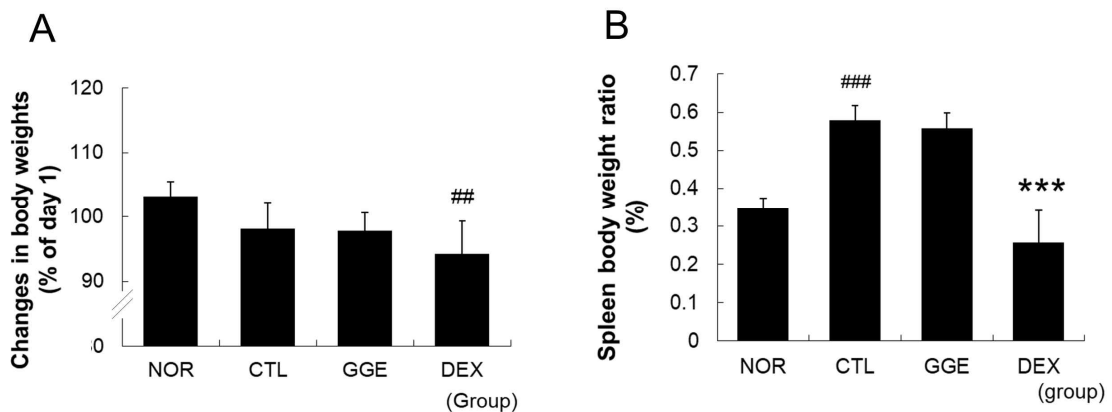 A
Changes in body weights
(% of day 1)
120
110
100
90
0
##
NOR CTL GGE DEX
(Group)
B
Spleen body weight ratio
(%)
0.7
0.6
0.5
0.4
0.3
0.2
0.1
0
###
***
NOR CTL GGE DEX
(group)